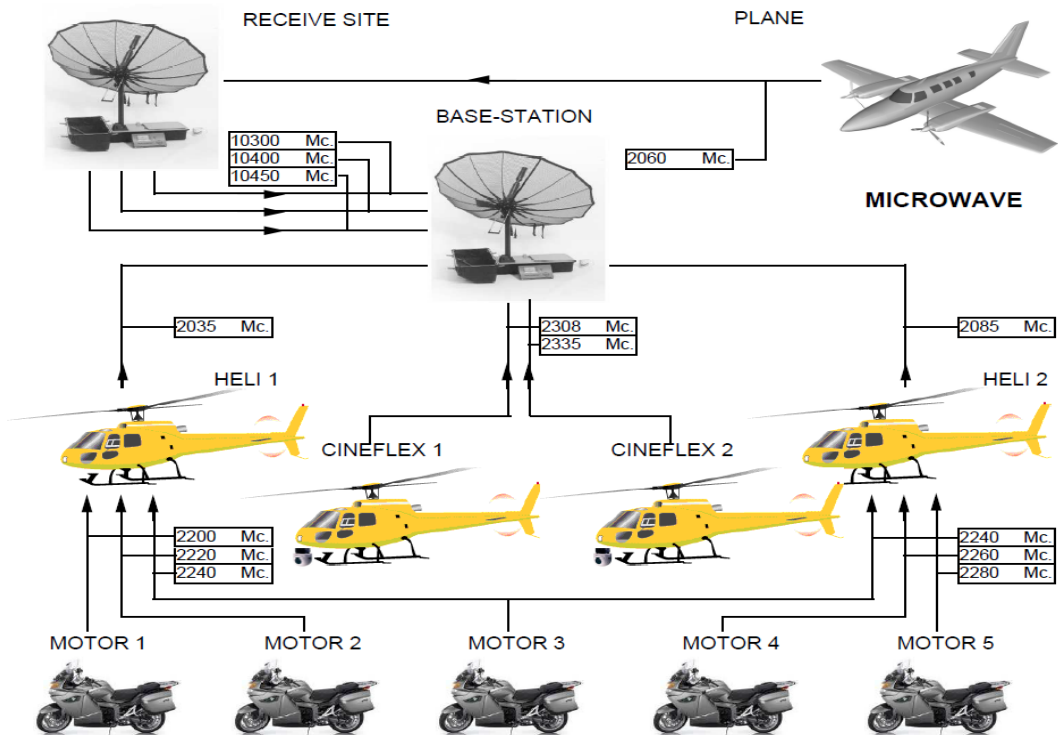 RECEIVE SITE
PLANE
BASE-STATION
10300 Mc.
10400 Mc.
10450 Mc.
2060 Mc.
MICROWAVE
2035 Mc.
2308 Mc.
2335 Mc.
2085 Mc.
HELI 1
HELI 2
CINEFLEX 1
CINEFLEX 2
2200 Mc.
2220 Mc.
2240 Mc.
2240 Mc.
2260 Mc.
2280 Mc.
MOTOR 1
MOTOR 2
MOTOR 3
MOTOR 4
MOTOR 5